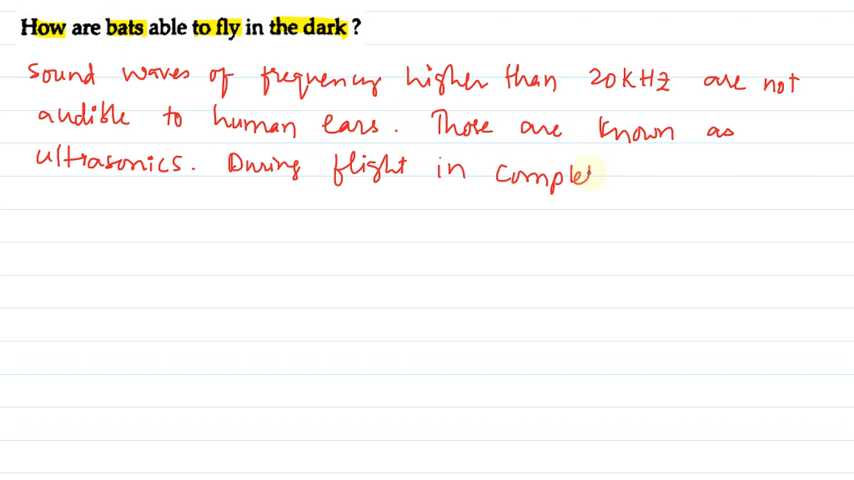 How are bats able to fly in the dark ?
Sound waves of frequency higher than 20KHZ are not
audible to human ears. Those are known as
ultrasonics. During flight in complet